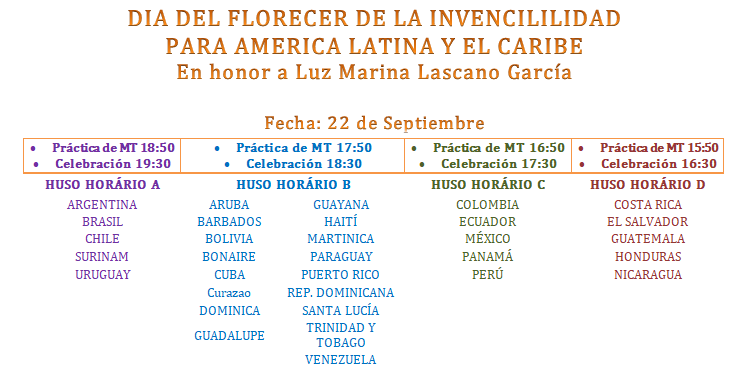 DIA DEL FLORECER DE LA INVENCILILIDAD
PARA AMERICA LATINA Y EL CARIBE
En honor a Luz Marina Lascano García
Fecha: 22 de Septiembre
• Práctica de MT 18:50
• Celebración 19:30
• Práctica de MT 17:50
• Celebración 18:30
• Práctica de MT 16:50
• Celebración 17:30
• Práctica de MT 15:50
• Celebración 16:30
HUSO HORÁRIO A
ARGENTINA
BRASIL
CHILE
SURINAM
URUGUAY
HUSO HORÁRIO B
ARUBA
BARBADOS
BOLIVIA
BONAIRE
CUBA
Curazao
DOMINICA
GUADALUPE
GUAYANA
HAITÍ
MARTINICA
PARAGUAY
PUERTO RICO
REP. DOMINICANA
SANTA LUCÍA
TRINIDAD Y
TOBAGO
VENEZUELA
HUSO HORÁRIO C
COLOMBIA
ECUADOR
MÉXICO
PANAMÁ
PERÚ
HUSO HORÁRIO D
COSTA RICA
EL SALVADOR
GUATEMALA
HONDURAS
NICARAGUA